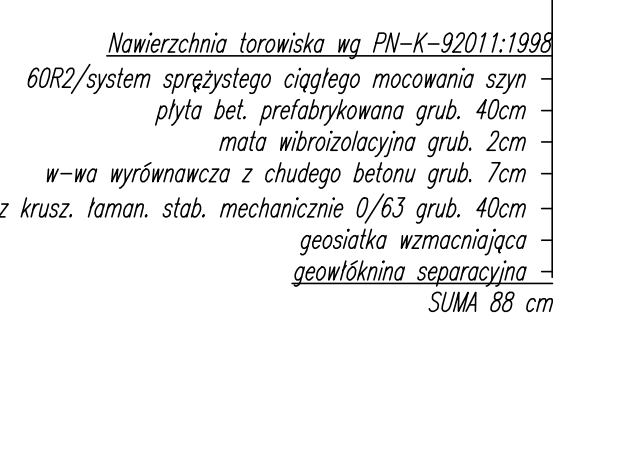 Nawierzchnia torowiska wg PN-K-92011:1998
60R2/system sprężystego ciągłego mocowania szyn
płyta bet. prefabrykowana grub. 40cm
mata wibroizolacyjna grub. 2cm
w-wa wyrównawcza z chudego betonu grub. 7cm
z krusz. łaman. stab. mechanicznie 0/63 grub. 40cm
geosiatka wzmacniająca
geowłóknina separacyjna
SUMA 88 cm